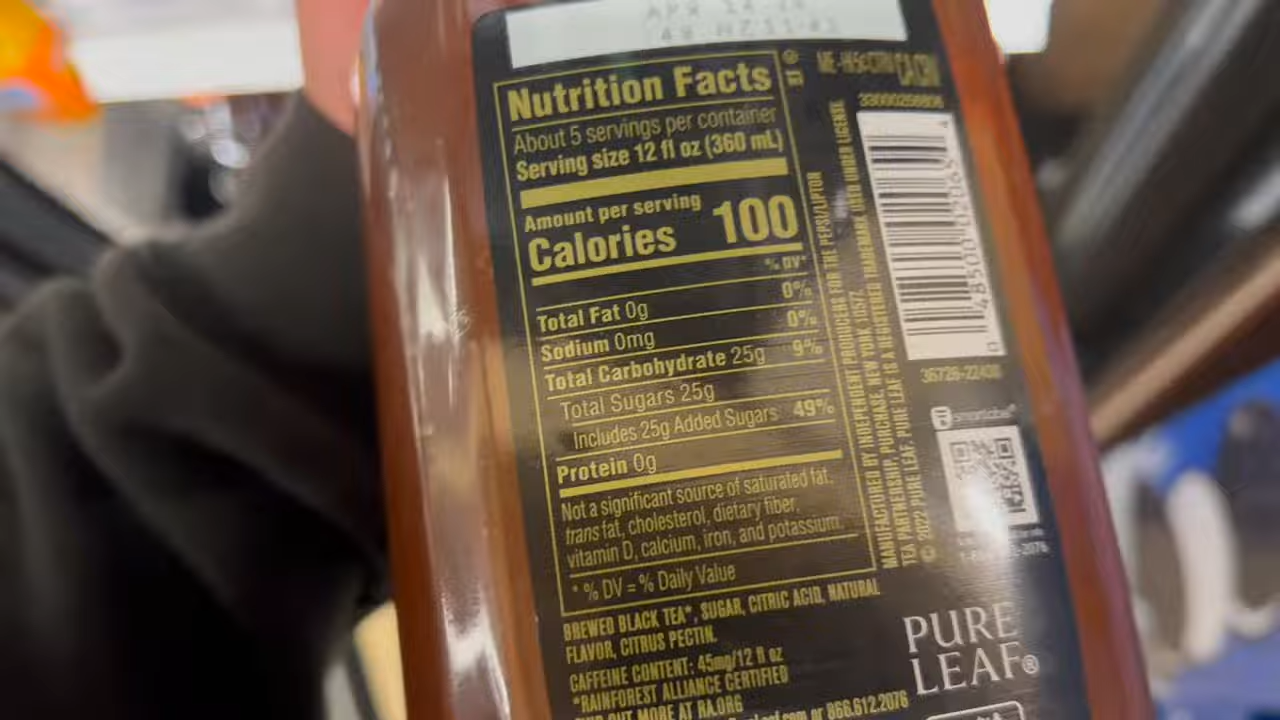 Nutrition Facts
About 5 servings per container
Serving size 12 fl oz (360 mL)
Amount per serving
Calories 100
% DV*
Total Fat 0g 0%
Sodium 0mg 0%
Total Carbohydrate 25g 9%
Total Sugars 25g
Includes 25g Added Sugars 49%
Protein 0g
Not a significant source of saturated fat,
trans fat, cholesterol, dietary fiber,
vitamin D, calcium, iron, and potassium.
* % DV = % Daily Value
BREWED BLACK TEA*, SUGAR, CITRIC ACID, NATURAL
FLAVOR, CITRUS PECTIN.
CAFFEINE CONTENT: 45mg/12 fl oz
*RAINFOREST ALLIANCE CERTIFIED
OUT MORE AT RA.ORG
or 866.612.2076
MANUFACTURED BY INDEPENDENT PRODUCERS FOR THE PEPSI/LIPTON
TEA PARTNERSHIP, PURCHASE, NEW YORK 10577.
© 2022 PURE LEAF, PURE LEAF IS A REGISTERED TRADEMARK USED UNDER LICENSE
CA CRV
smartlabel
PURE
LEAF®